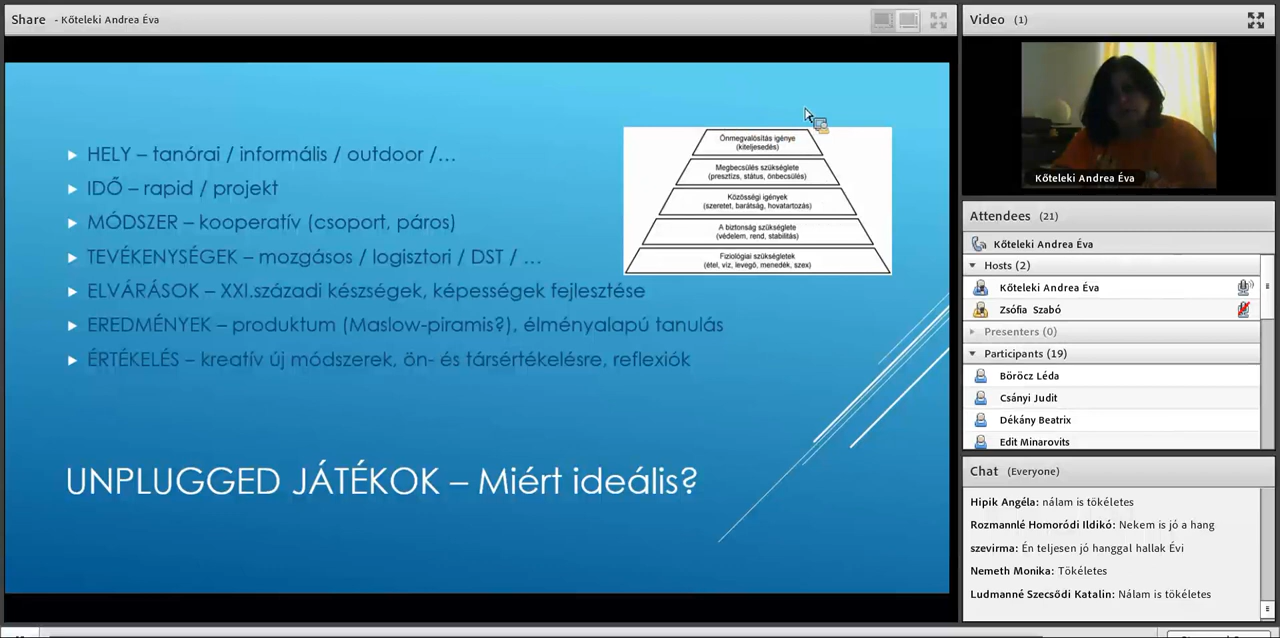 Share - Kőteleki Andrea Éva
HELY – tanórai / informális / outdoor /…
IDŐ – rapid / projekt
MÓDSZER – kooperatív (csoport, páros)
TEVÉKENYSÉGEK – mozgásos / logisztori / DST / …
ELVÁRÁSOK – XXI.századi készségek, képességek fejlesztése
EREDMÉNYEK – produktum (Maslow-piramis?), élményalapú tanulás
ÉRTÉKELÉS – kreatív új módszerek, ön- és társértékelésre, reflexiók
Önmegvalósítás igénye
(kiteljesedés)
Megbecsülés szükséglete
(presztízs, státus, önbecsülés)
Közösségi igények
(szeretet, barátság, hovatartozás)
A biztonság szükséglete
(védelem, rend, stabilitás)
Fiziológiai szükségletek
(étel, víz, levegő, menedék, szex)
UNPLUGGED JÁTÉKOK – Miért ideális?
Video (1)
Kőteleki Andrea Éva
Attendees (21)
Kőteleki Andrea Éva
Hosts (2)
Kőteleki Andrea Éva
Zsófia Szabó
Presenters (0)
Participants (19)
Böröcz Léda
Csányi Judit
Dékány Beatrix
Edit Minarovits
Chat (Everyone)
Hipik Angéla: nálam is tökéletes
Rozmannlé Homoródi Ildikó: Nekem is jó a hang
szevirma: Én teljesen jó hanggal hallak Évi
Nemeth Monika: Tökéletes
Ludmanné Szecsődi Katalin: Nálam is tökéletes